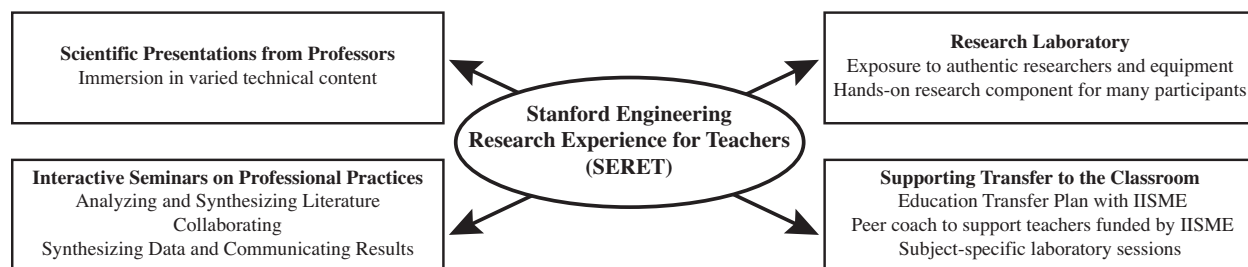 Scientific Presentations from Professors
Immersion in varied technical content
Research Laboratory
Exposure to authentic researchers and equipment
Hands-on research component for many participants
Stanford Engineering
Research Experience for Teachers
(SERET)
Interactive Seminars on Professional Practices
Analyzing and Synthesizing Literature
Collaborating
Synthesizing Data and Communicating Results
Supporting Transfer to the Classroom
Education Transfer Plan with IISME
Peer coach to support teachers funded by IISME
Subject-specific laboratory sessions